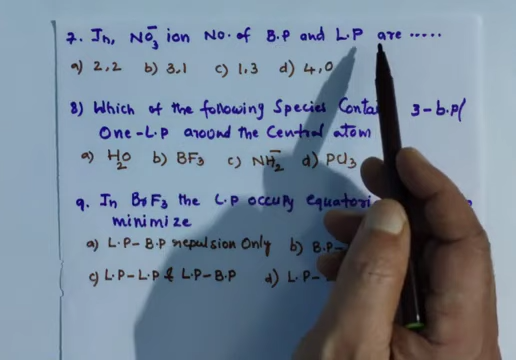 7. In, NO₃⁻ ion No. of B.P and L.P are .....
a) 2,2 b) 3,1 c) 1,3 d) 4,0
8) Which of the following Species 3-b.p/
One-L.P around the Central atom
a) H₂O b) BF₃ c) NH₂⁻ d) PCl₃
9. In BrF₃ the L.P occupy
minimize
a) L.P-B.P repulsion Only b) B.P-
c) L.P-L.P & L.P-B.P d) L.P-